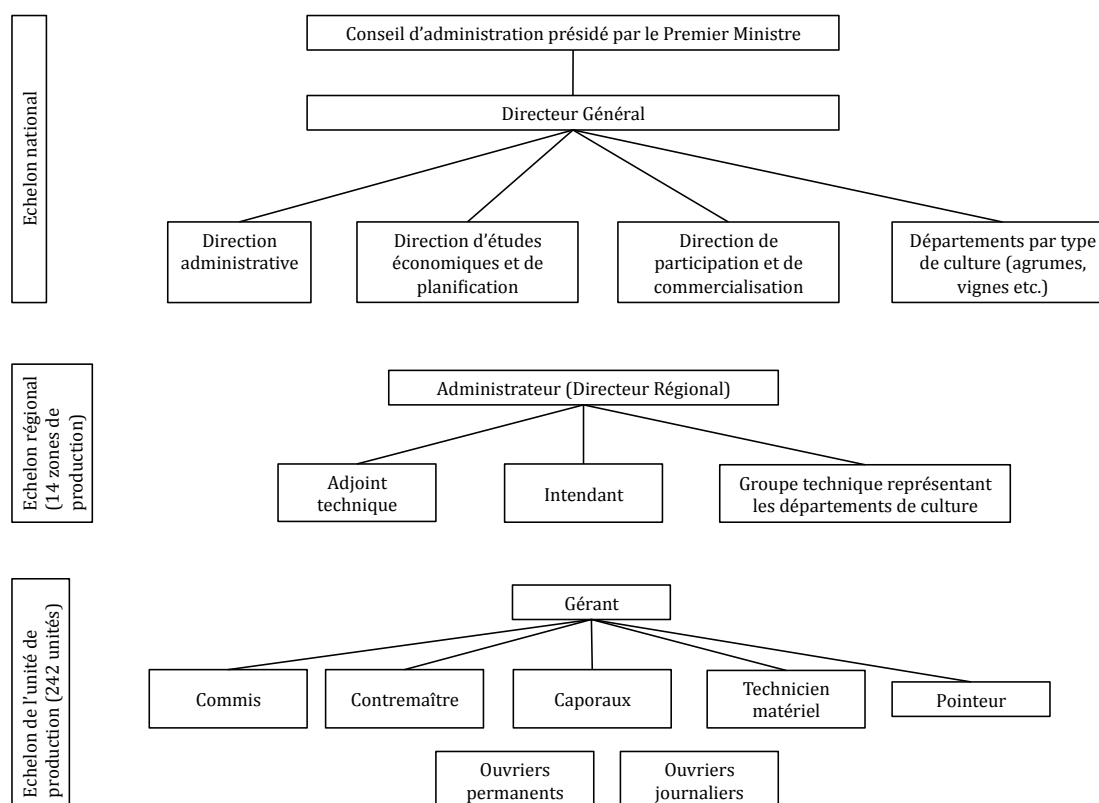 Echelon national
Conseil d'administration présidé par le Premier Ministre
Directeur Général
Direction
administrative
Direction d'études
économiques et de
planification
Direction de
participation et de
commercialisation
Départements par type
de culture (agrumes,
vignes etc.)
Echelon régional
(14 zones de
production)
Administrateur (Directeur Régional)
Adjoint
technique
Intendant
Groupe technique représentant
les départements de culture
Echelon de l'unité de
production (242 unités)
Gérant
Commis
Contremaître
Caporaux
Technicien
matériel
Pointeur
Ouvriers
permanents
Ouvriers
journaliers